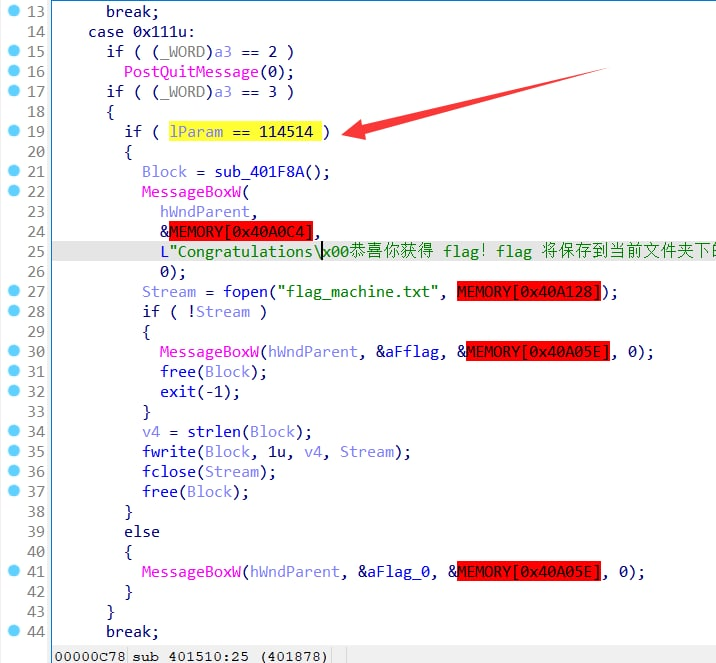 13 break;
14 case 0x111u:
15 if ( (_WORD)a3 == 2 )
16 PostQuitMessage(0);
17 if ( (_WORD)a3 == 3 )
18 {
19 if ( lParam == 114514 )
20 {
21 Block = sub_401F8A();
22 MessageBoxW(
23 hWndParent,
24 &MEMORY[0x40A0C4],
25 L"Congratulations\x00恭喜你获得 flag! flag 将保存到当前文件夹下的
26 0);
27 Stream = fopen("flag_machine.txt", MEMORY[0x40A128]);
28 if ( !Stream )
29 {
30 MessageBoxW(hWndParent, &aFflag, &MEMORY[0x40A05E], 0);
31 free(Block);
32 exit(-1);
33 }
34 v4 = strlen(Block);
35 fwrite(Block, 1u, v4, Stream);
36 fclose(Stream);
37 free(Block);
38 }
39 else
40 {
41 MessageBoxW(hWndParent, &aFlag_0, &MEMORY[0x40A05E], 0);
42 }
43 }
44 break;
00000C78 sub_401510:25 (401878)